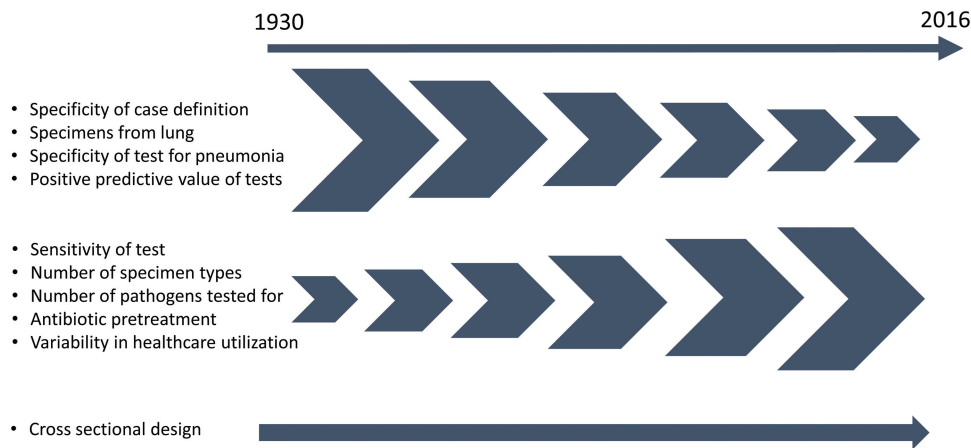 1930
2016
• Specificity of case definition
• Specimens from lung
• Specificity of test for pneumonia
• Positive predictive value of tests
• Sensitivity of test
• Number of specimen types
• Number of pathogens tested for
• Antibiotic pretreatment
• Variability in healthcare utilization
• Cross sectional design